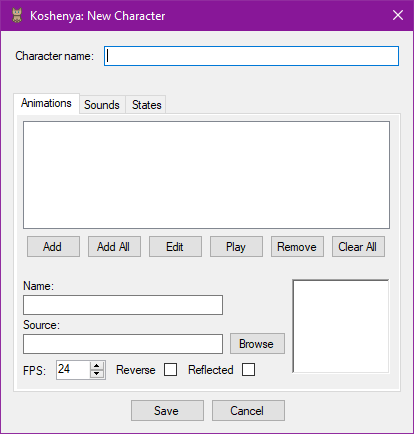 Koshenya: New Character
Character name:
Animations Sounds States
Add Add All Edit Play Remove Clear All
Name:
Source:
Browse
FPS: 24 Reverse Reflected
Save Cancel